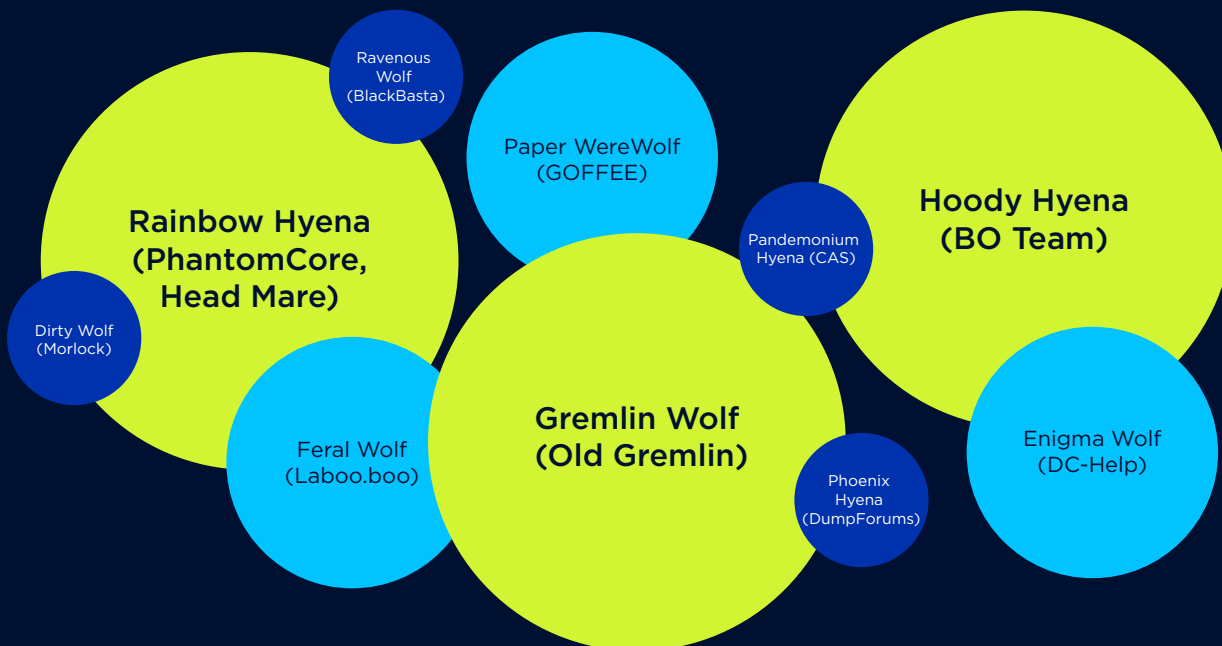 Ravenous
Wolf
(BlackBasta)
Paper WereWolf
(GOFFEE)
Rainbow Hyena
(PhantomCore,
Head Mare)
Hoody Hyena
(BO Team)
Pandemonium
Hyena (CAS)
Dirty Wolf
(Morlock)
Feral Wolf
(Laboo.boo)
Gremlin Wolf
(Old Gremlin)
Enigma Wolf
(DC-Help)
Phoenix
Hyena
(DumpForums)